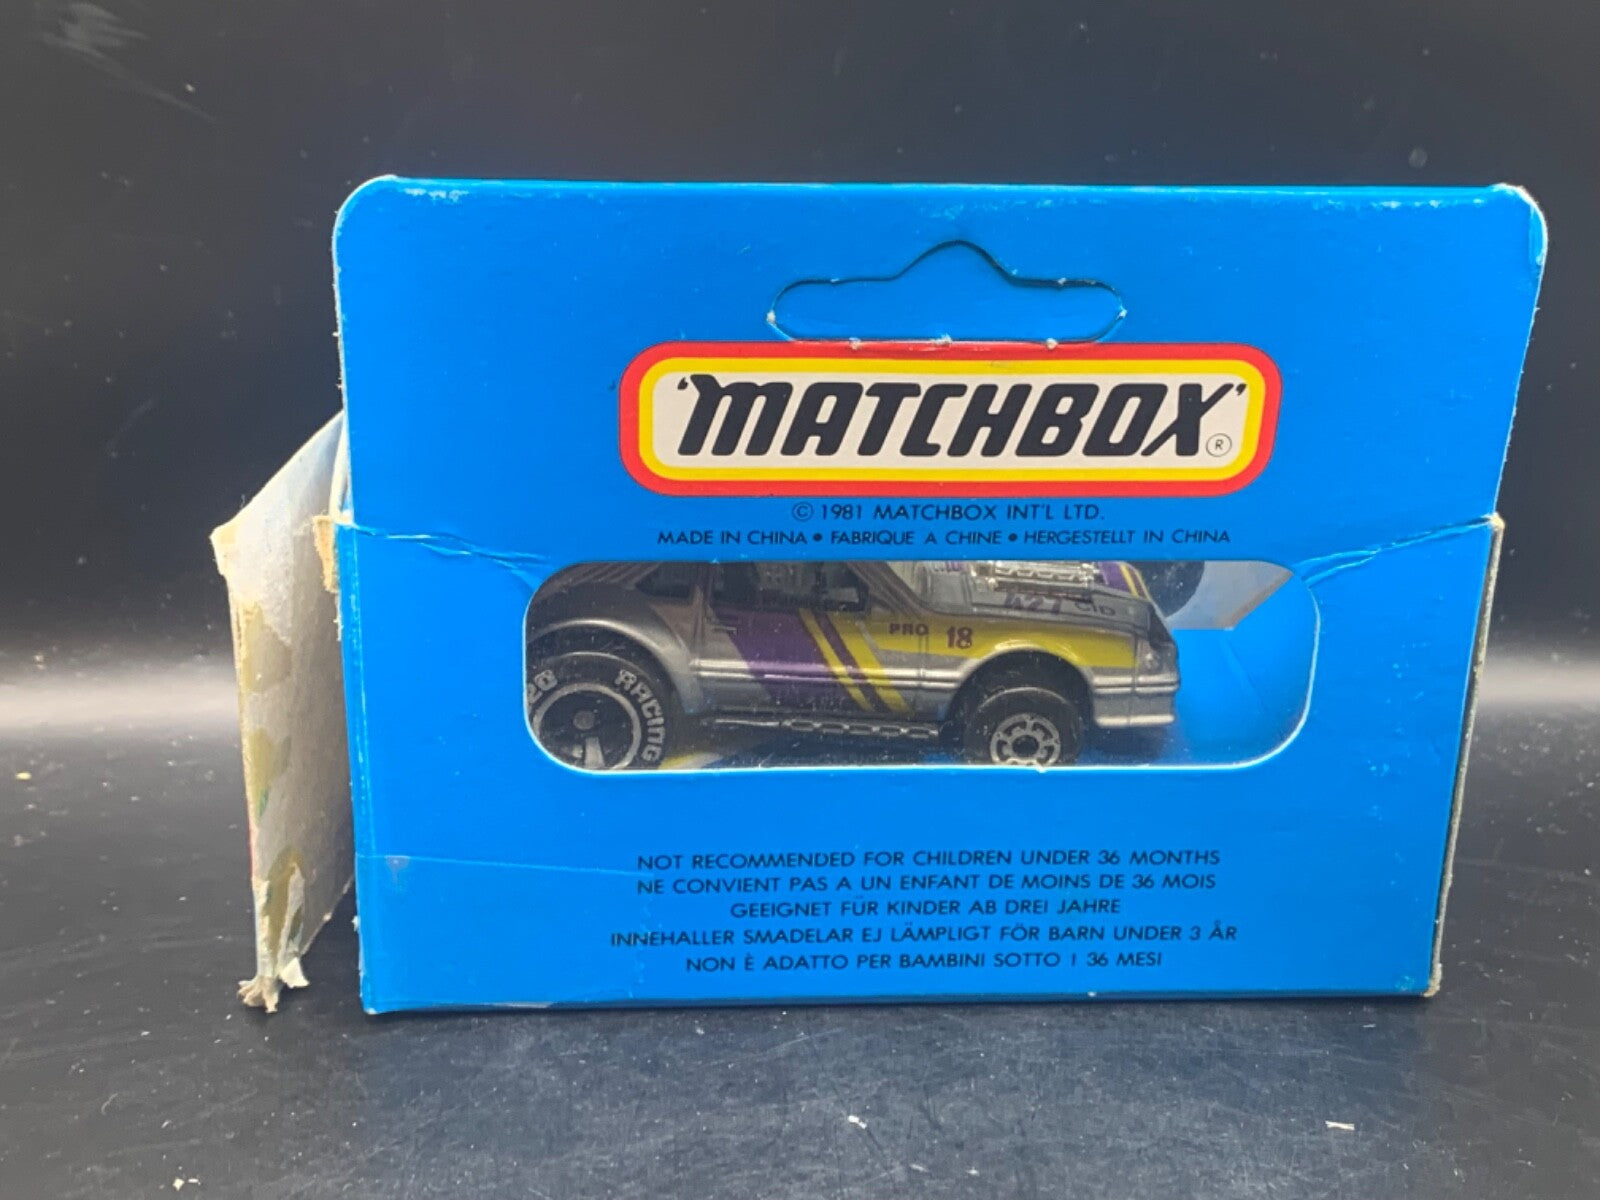 'MATCHBOX'®
© 1981 MATCHBOX INT'L LTD.
MADE IN CHINA • FABRIQUE A CHINE • HERGESTELLT IN CHINA
427 CID
PRO 18
RACING
NOT RECOMMENDED FOR CHILDREN UNDER 36 MONTHS
NE CONVIENT PAS A UN ENFANT DE MOINS DE 36 MOIS
GEEIGNET FÜR KINDER AB DREI JAHRE
INNEHALLER SMADELAR EJ LÄMPLIGT FÖR BARN UNDER 3 ÅR
NON È ADATTO PER BAMBINI SOTTO I 36 MESI